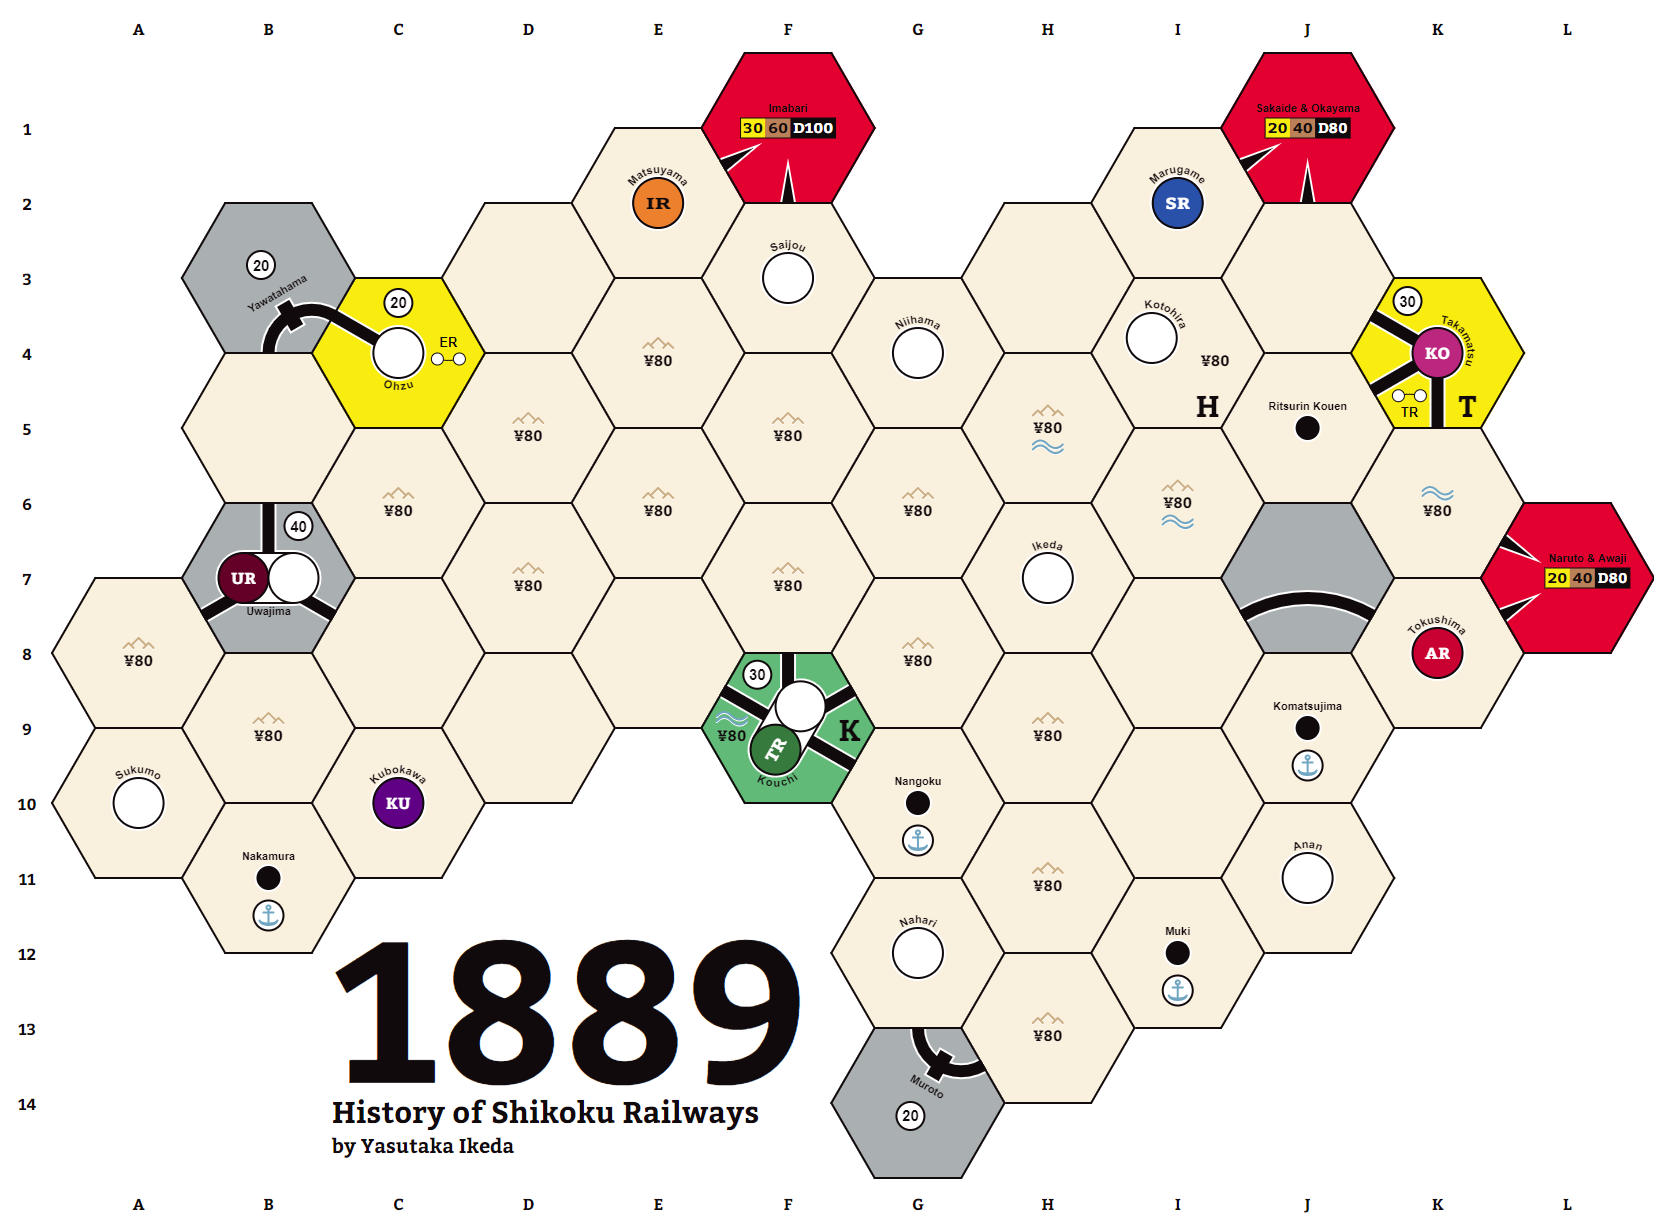 A B C D E F G H I J K L
1
Imabari
30 60 D100
Sakaide & Okayama
20 40 D80
2
Matsuyama
IR
Marugame
SR
3
20
Yawatahama
Saijou
20
Ohzu
ER
4
¥80
Niihama
Kotohira
¥80
H
30
Takamatsu
KO
TR
T
5
¥80
¥80
¥80
Ritsurin Kouen
6
¥80
¥80
¥80
¥80
¥80
7
40
UR
Uwajima
¥80
¥80
Ikeda
Naruto & Awaji
20 40 D80
8
¥80
¥80
Tokushima
AR
9
¥80
30
¥80
K
TR
Kouchi
¥80
Komatsujima
10
Sukumo
Kubokawa
KU
Nangoku
11
Nakamura
¥80
Anan
12
Nahari
Muki
13
¥80
14
Muroto
20
1889
History of Shikoku Railways
by Yasutaka Ikeda
A B C D E F G H I J K L